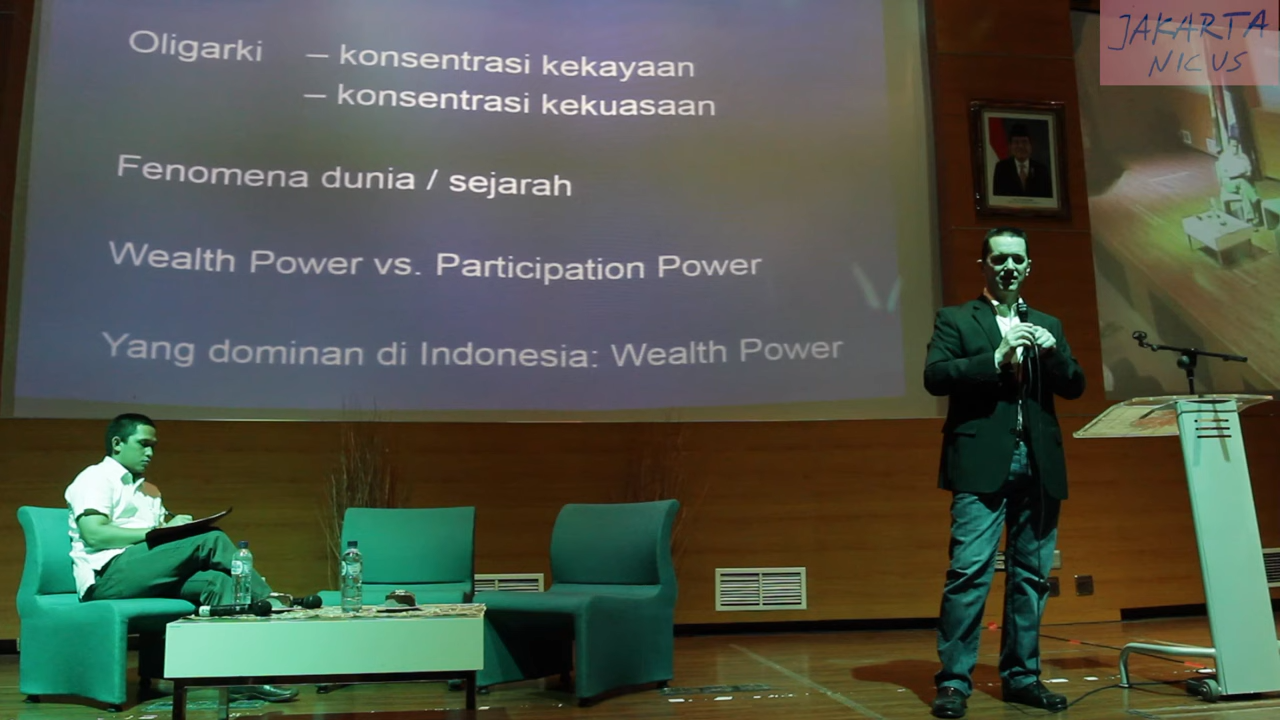 Oligarki – konsentrasi kekayaan
– konsentrasi kekuasaan
Fenomena dunia / sejarah
Wealth Power vs. Participation Power
Yang dominan di Indonesia: Wealth Power
JAKARTA
NICUS